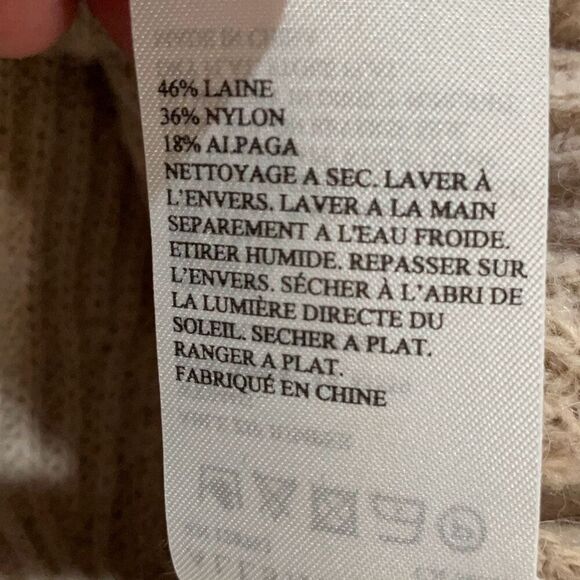 46% LAINE
36% NYLON
18% ALPAGA
NETTOYAGE A SEC. LAVER À
L'ENVERS. LAVER A LA MAIN
SEPAREMENT A L'EAU FROIDE.
ETIRER HUMIDE. REPASSER SUR
L'ENVERS. SÉCHER À L'ABRI DE
LA LUMIÈRE DIRECTE DU
SOLEIL. SECHER A PLAT.
RANGER A PLAT.
FABRIQUÉ EN CHINE